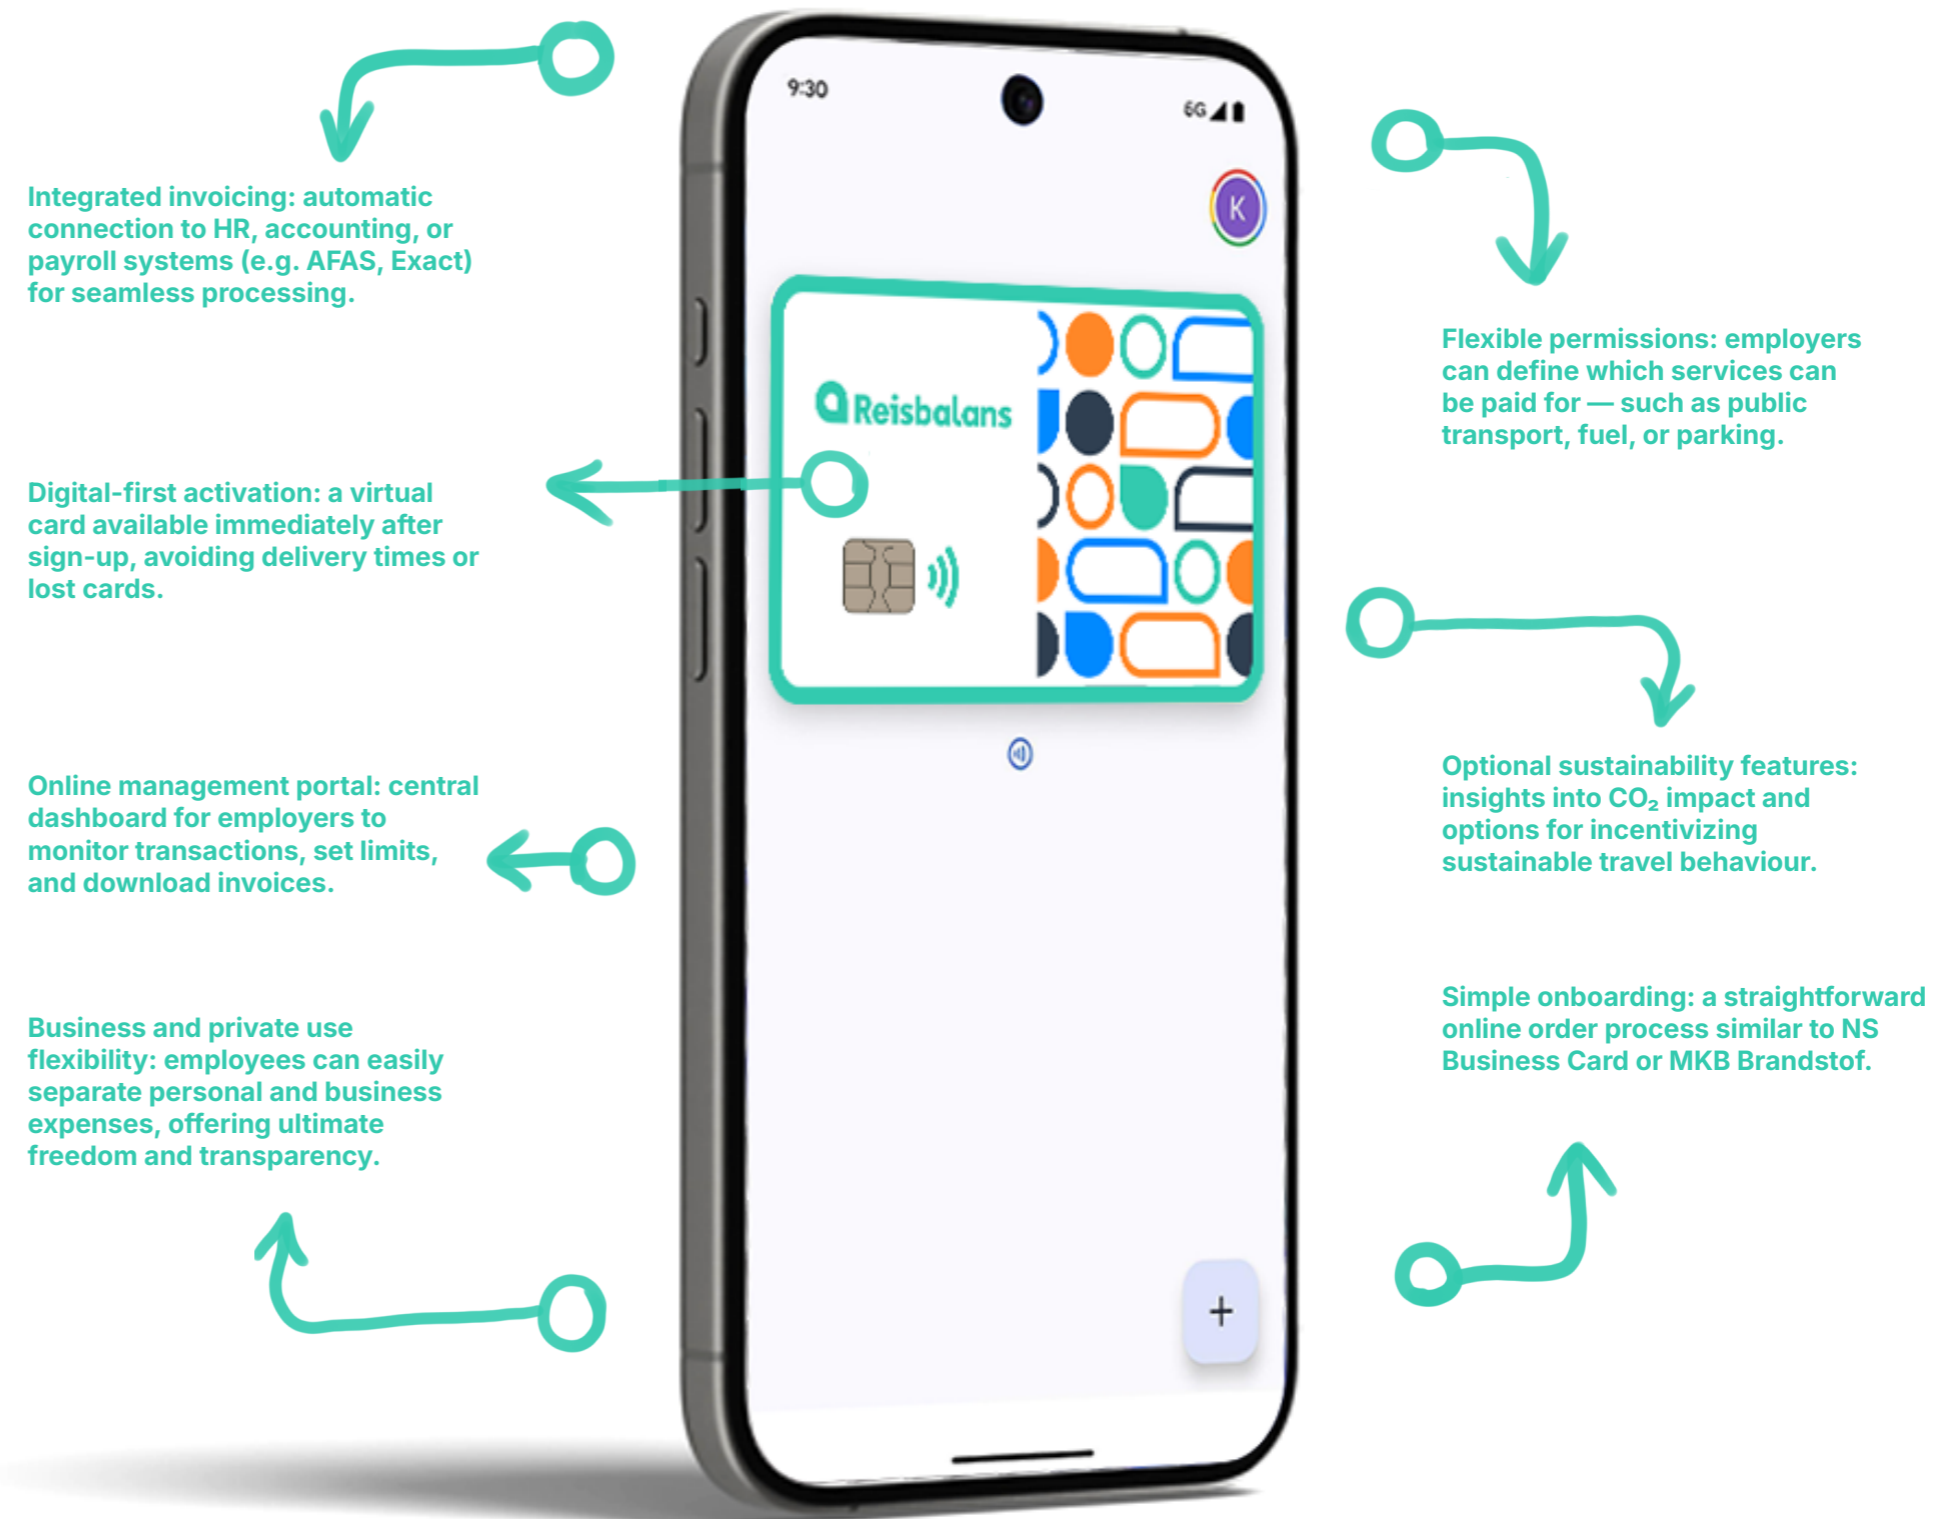 9:30
6G
K
Reisbalans
Integrated invoicing: automatic
connection to HR, accounting, or
payroll systems (e.g. AFAS, Exact)
for seamless processing.
Digital-first activation: a virtual
card available immediately after
sign-up, avoiding delivery times or
lost cards.
Online management portal: central
dashboard for employers to
monitor transactions, set limits,
and download invoices.
Business and private use
flexibility: employees can easily
separate personal and business
expenses, offering ultimate
freedom and transparency.
Flexible permissions: employers
can define which services can
be paid for — such as public
transport, fuel, or parking.
Optional sustainability features:
insights into CO₂ impact and
options for incentivizing
sustainable travel behaviour.
Simple onboarding: a straightforward
online order process similar to NS
Business Card or MKB Brandstof.
+